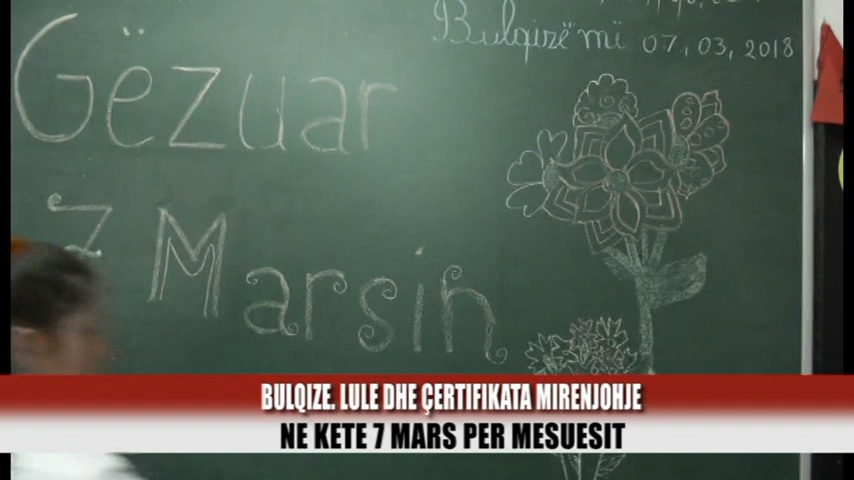 Bulqizë më 07,03,2018
Gëzuar
7 Marsin
BULQIZE. LULE DHE ÇERTIFIKATA MIRENJOHJE
NE KETE 7 MARS PER MESUESIT